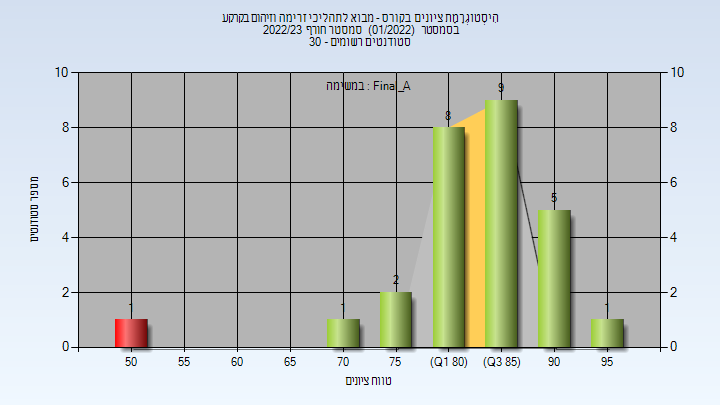 היסטוגרמת ציונים בקורס - מבוא לתהליכי זרימה וזיהום בקרקע
בסמסטר (01/2022) סמסטר חורף 2022/23
סטודנטים רשומים - 30
במשימה : Final_A
10 10
8 8
6 6
4 4
2 2
0 0
1 1 2 8 9 5 1
50 55 60 65 70 75 (Q1 80) (Q3 85) 90 95
מספר סטודנטים
טווח ציונים